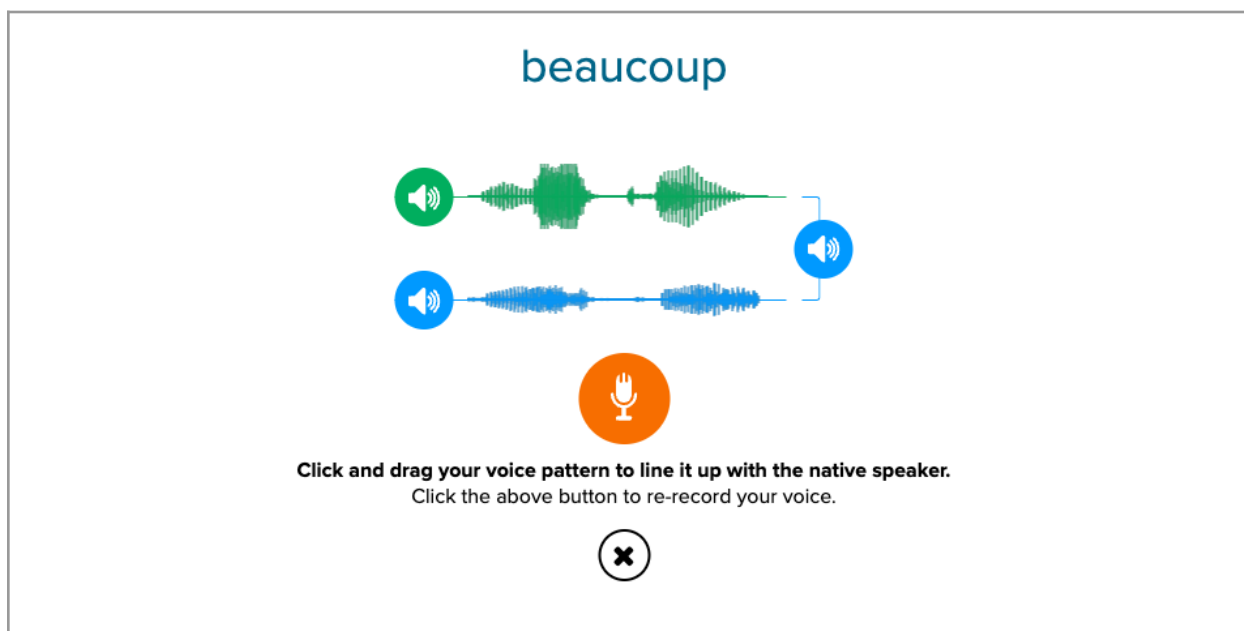 beaucoup
Click and drag your voice pattern to line it up with the native speaker.
Click the above button to re-record your voice.